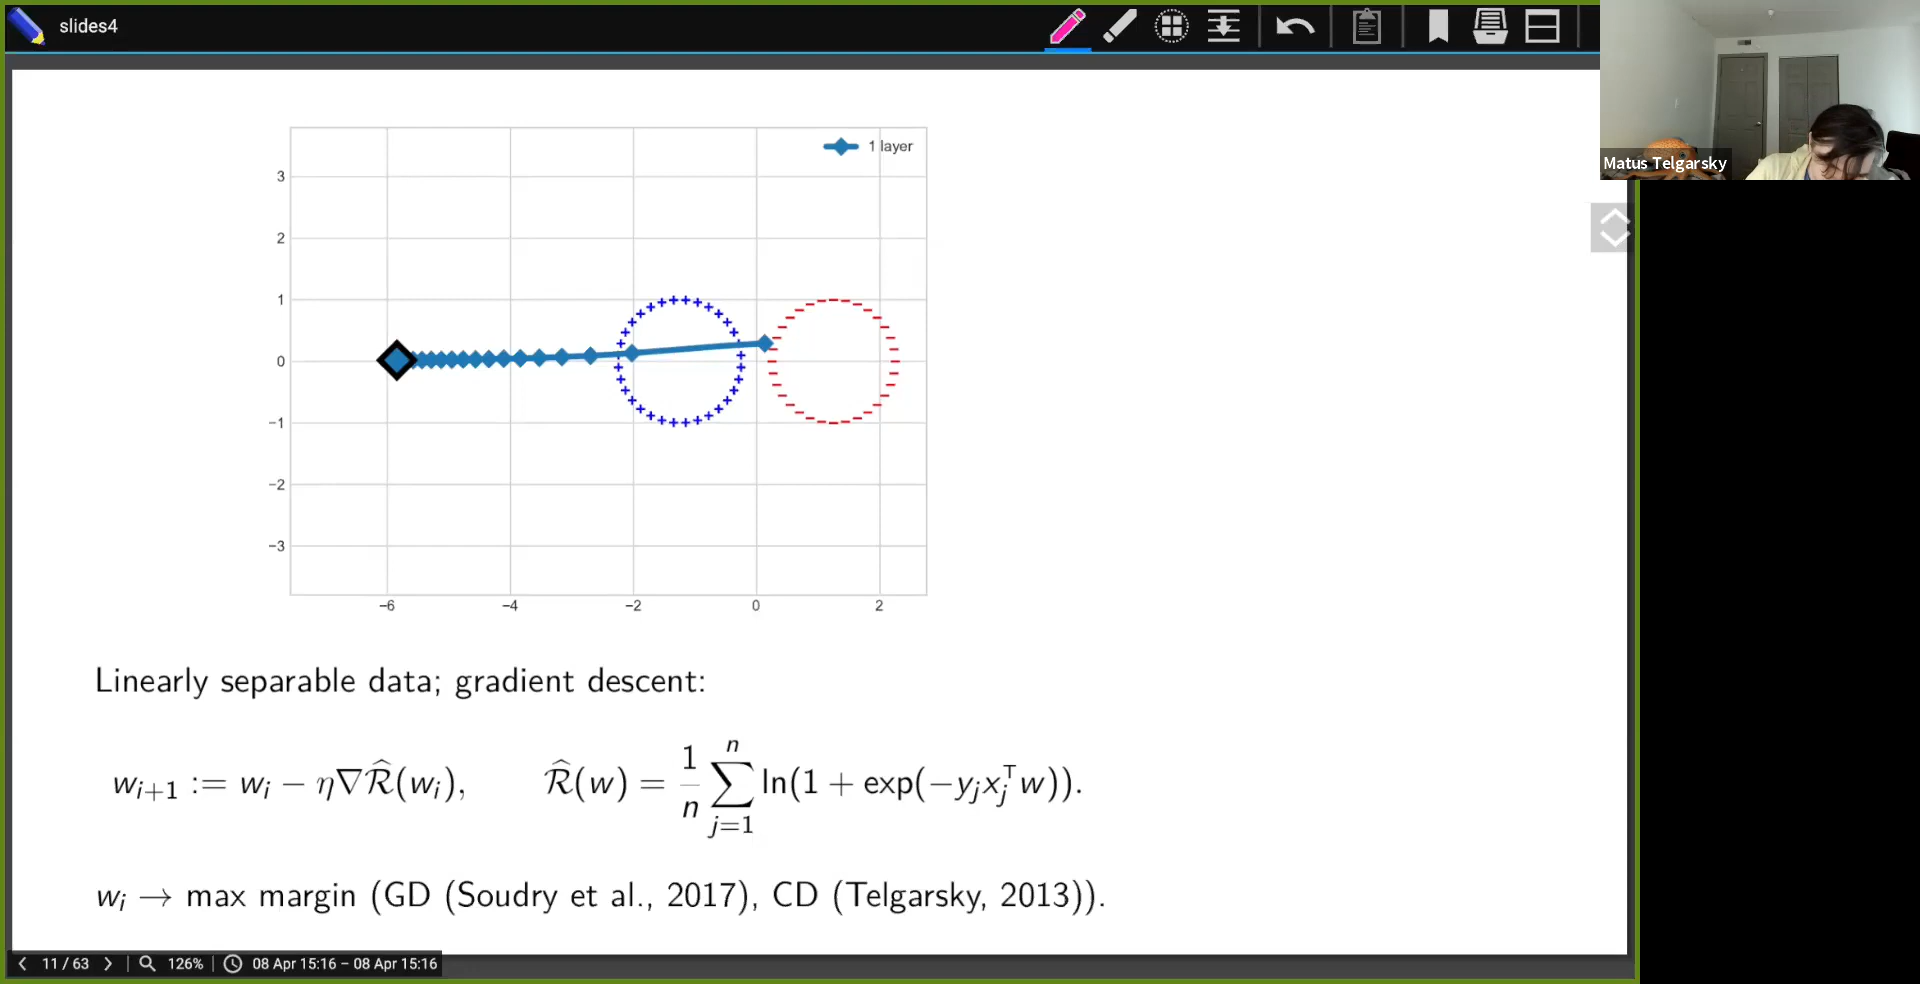 slides4
Matus Telgarsky
1 layer
3
2
1
0
−1
−2
−3
−6 −4 −2 0 2
Linearly separable data; gradient descent:
w_{i+1} := w_i − η∇R̂(w_i), R̂(w) = 1/n ∑_{j=1}^{n} ln(1 + exp(−y_j x_j^⊤ w)).
w_i → max margin (GD (Soudry et al., 2017), CD (Telgarsky, 2013)).
11 / 63 126% 08 Apr 15:16 – 08 Apr 15:16